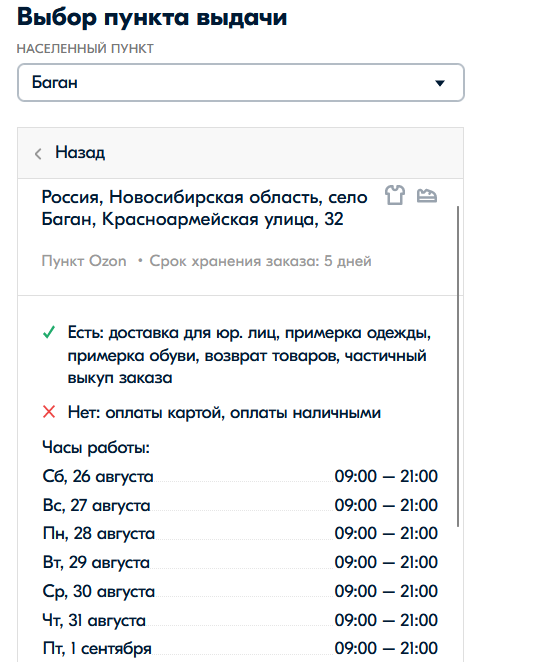 Выбор пункта выдачи
НАСЕЛЕННЫЙ ПУНКТ
Баган
Назад
Россия, Новосибирская область, село
Баган, Красноармейская улица, 32
Пункт Ozon • Срок хранения заказа: 5 дней
Есть: доставка для юр. лиц, примерка одежды,
примерка обуви, возврат товаров, частичный
выкуп заказа
Нет: оплаты картой, оплаты наличными
Часы работы:
Сб, 26 августа 09:00 — 21:00
Вс, 27 августа 09:00 — 21:00
Пн, 28 августа 09:00 — 21:00
Вт, 29 августа 09:00 — 21:00
Ср, 30 августа 09:00 — 21:00
Чт, 31 августа 09:00 — 21:00
Пт, 1 сентября 09:00 — 21:00